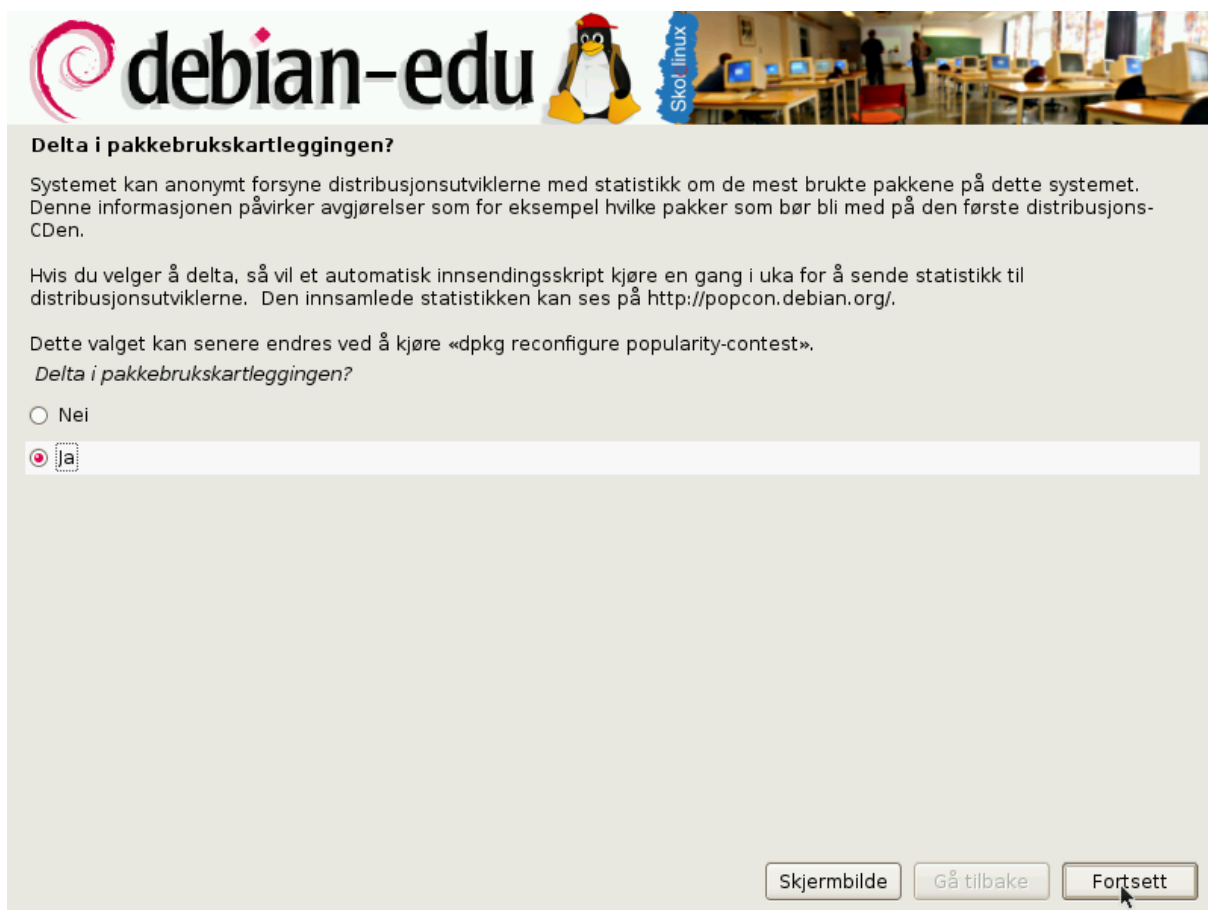 debian-edu
Skolelinux
Delta i pakkebrukskartleggingen?
Systemet kan anonymt forsyne distribusjonsutviklerne med statistikk om de mest brukte pakkene på dette systemet.
Denne informasjonen påvirker avgjørelser som for eksempel hvilke pakker som bør bli med på den første distribusjons-
CDen.
Hvis du velger å delta, så vil et automatisk innsendingsskript kjøre en gang i uka for å sende statistikk til
distribusjonsutviklerne.  Den innsamlede statistikken kan ses på http://popcon.debian.org/.
Dette valget kan senere endres ved å kjøre «dpkg reconfigure popularity-contest».
Delta i pakkebrukskartleggingen?
Nei
Ja
Skjermbilde
Gå tilbake
Fortsett